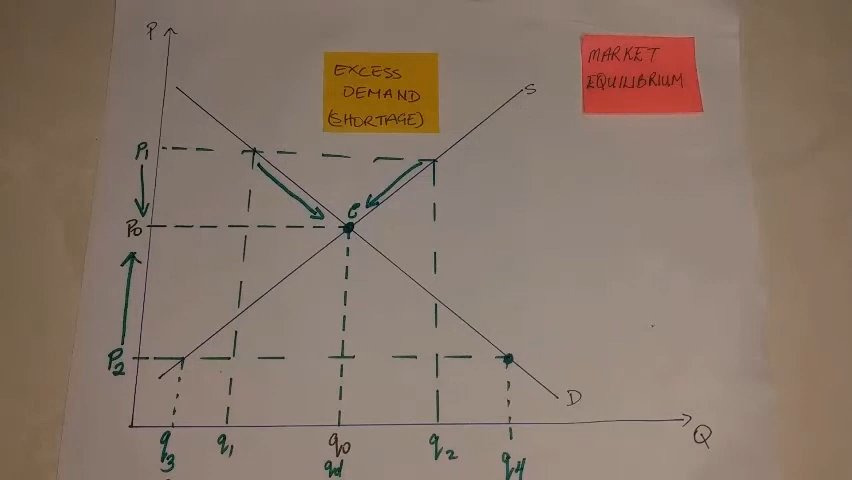 P
EXCESS
DEMAND
(SHORTAGE)
MARKET
EQUILIBRIUM
S
P1
e
P0
P2
D
Q
q3
q1
q0
qd
q2
q4